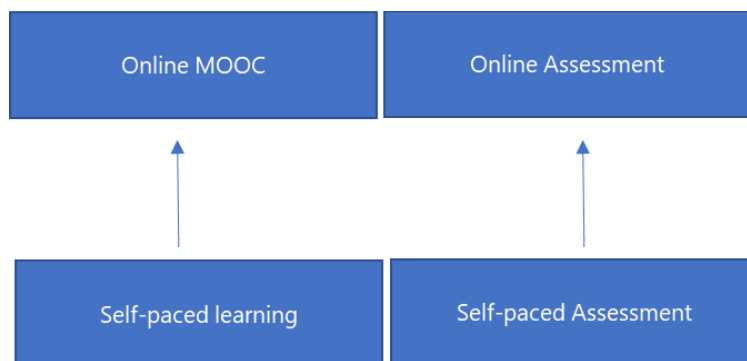 Online MOOC
Online Assessment
Self-paced learning
Self-paced Assessment